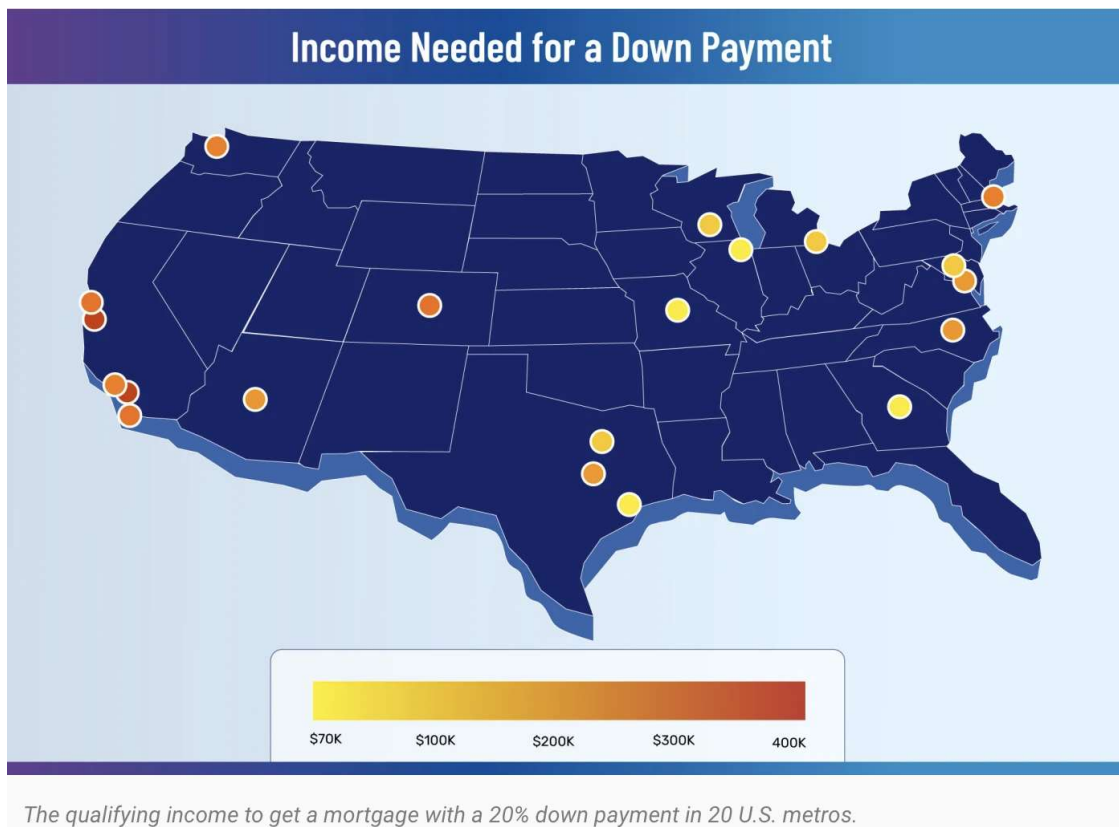 Income Needed for a Down Payment
$70K $100K $200K $300K 400K
The qualifying income to get a mortgage with a 20% down payment in 20 U.S. metros.